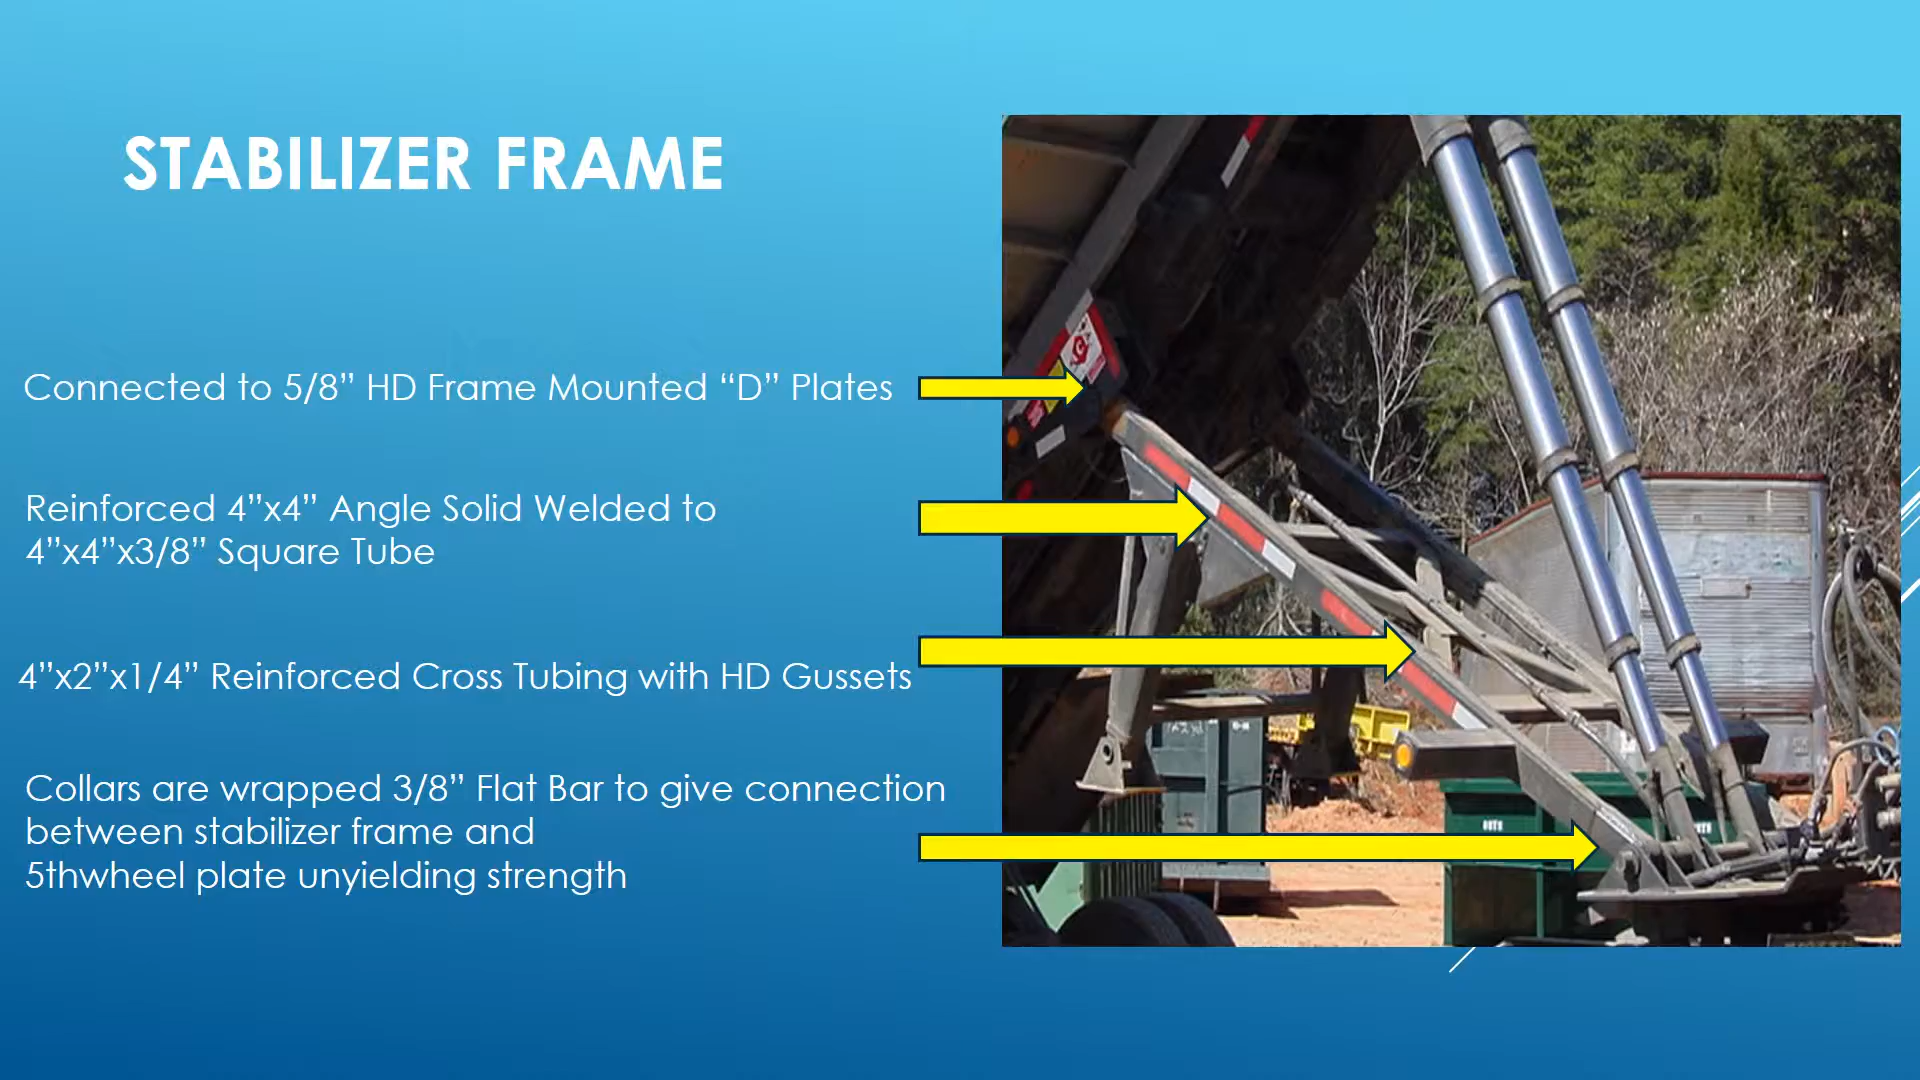 STABILIZER FRAME
Connected to 5/8” HD Frame Mounted “D” Plates
Reinforced 4”x4” Angle Solid Welded to
4”x4”x3/8” Square Tube
4”x2”x1/4” Reinforced Cross Tubing with HD Gussets
Collars are wrapped 3/8” Flat Bar to give connection
between stabilizer frame and
5thwheel plate unyielding strength